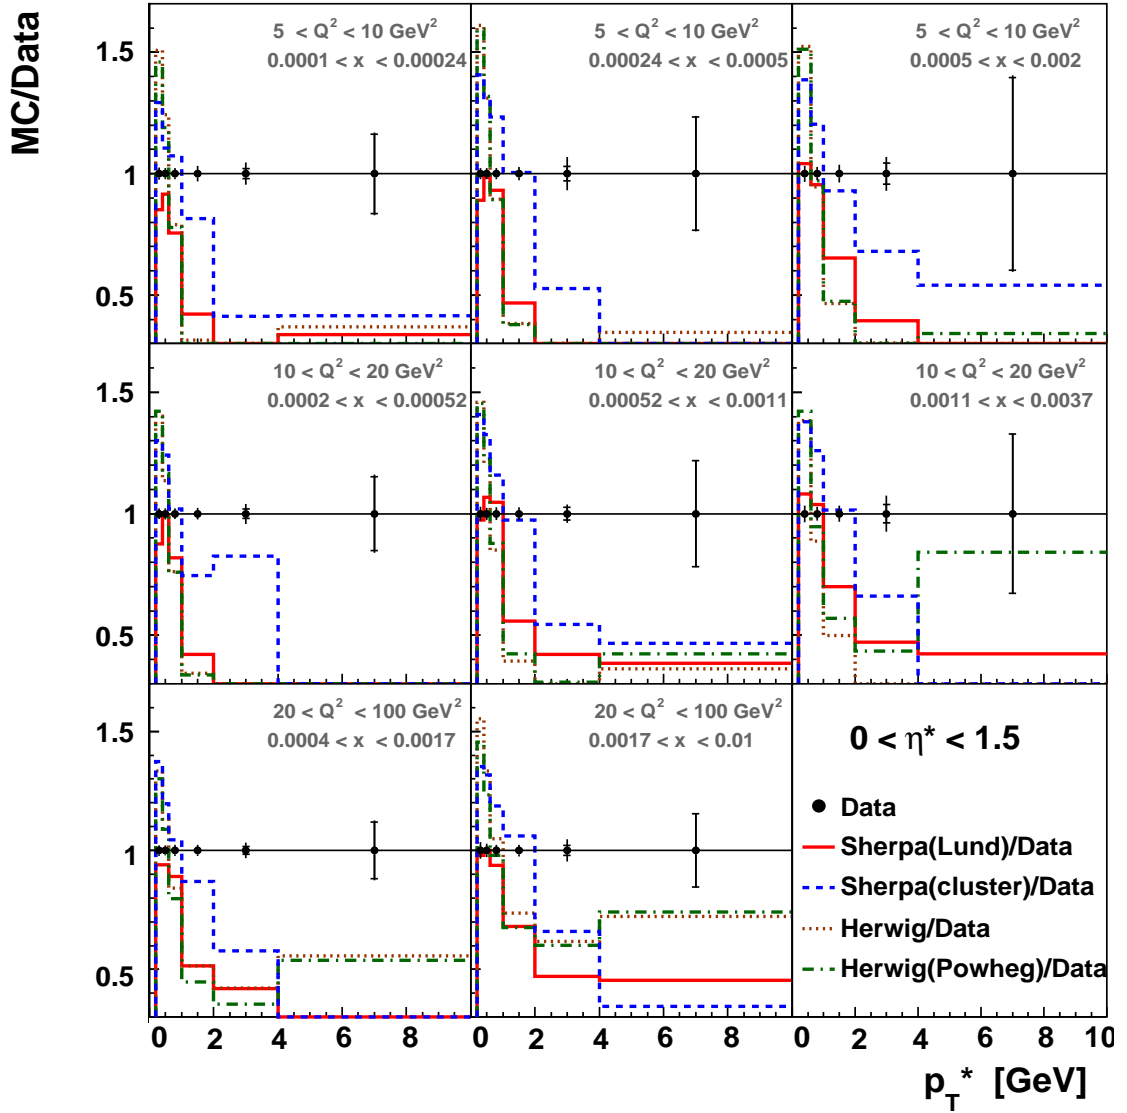 MC/Data
5 < Q² < 10 GeV²
0.0001 < x < 0.00024
5 < Q² < 10 GeV²
0.00024 < x < 0.0005
5 < Q² < 10 GeV²
0.0005 < x < 0.002
1.5
1
0.5
10 < Q² < 20 GeV²
0.0002 < x < 0.00052
10 < Q² < 20 GeV²
0.00052 < x < 0.0011
10 < Q² < 20 GeV²
0.0011 < x < 0.0037
1.5
1
0.5
20 < Q² < 100 GeV²
0.0004 < x < 0.0017
20 < Q² < 100 GeV²
0.0017 < x < 0.01
1.5
1
0.5
0 < η* < 1.5
Data
Sherpa(Lund)/Data
Sherpa(cluster)/Data
Herwig/Data
Herwig(Powheg)/Data
0 2 4 6 8 0 2 4 6 8 0 2 4 6 8 10
p_T* [GeV]